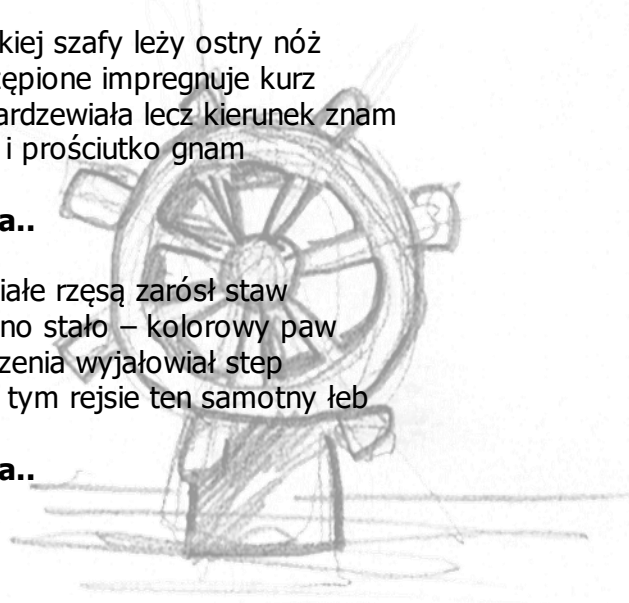 kiej szafy leży ostry nóż
tępione impregnuje kurz
ardzewiała lecz kierunek znam
i prościutko gnam
a..
iałe rzęsą zarósł staw
no stało – kolorowy paw
zenia wyjałowiał step
tym rejsie ten samotny łeb
a..